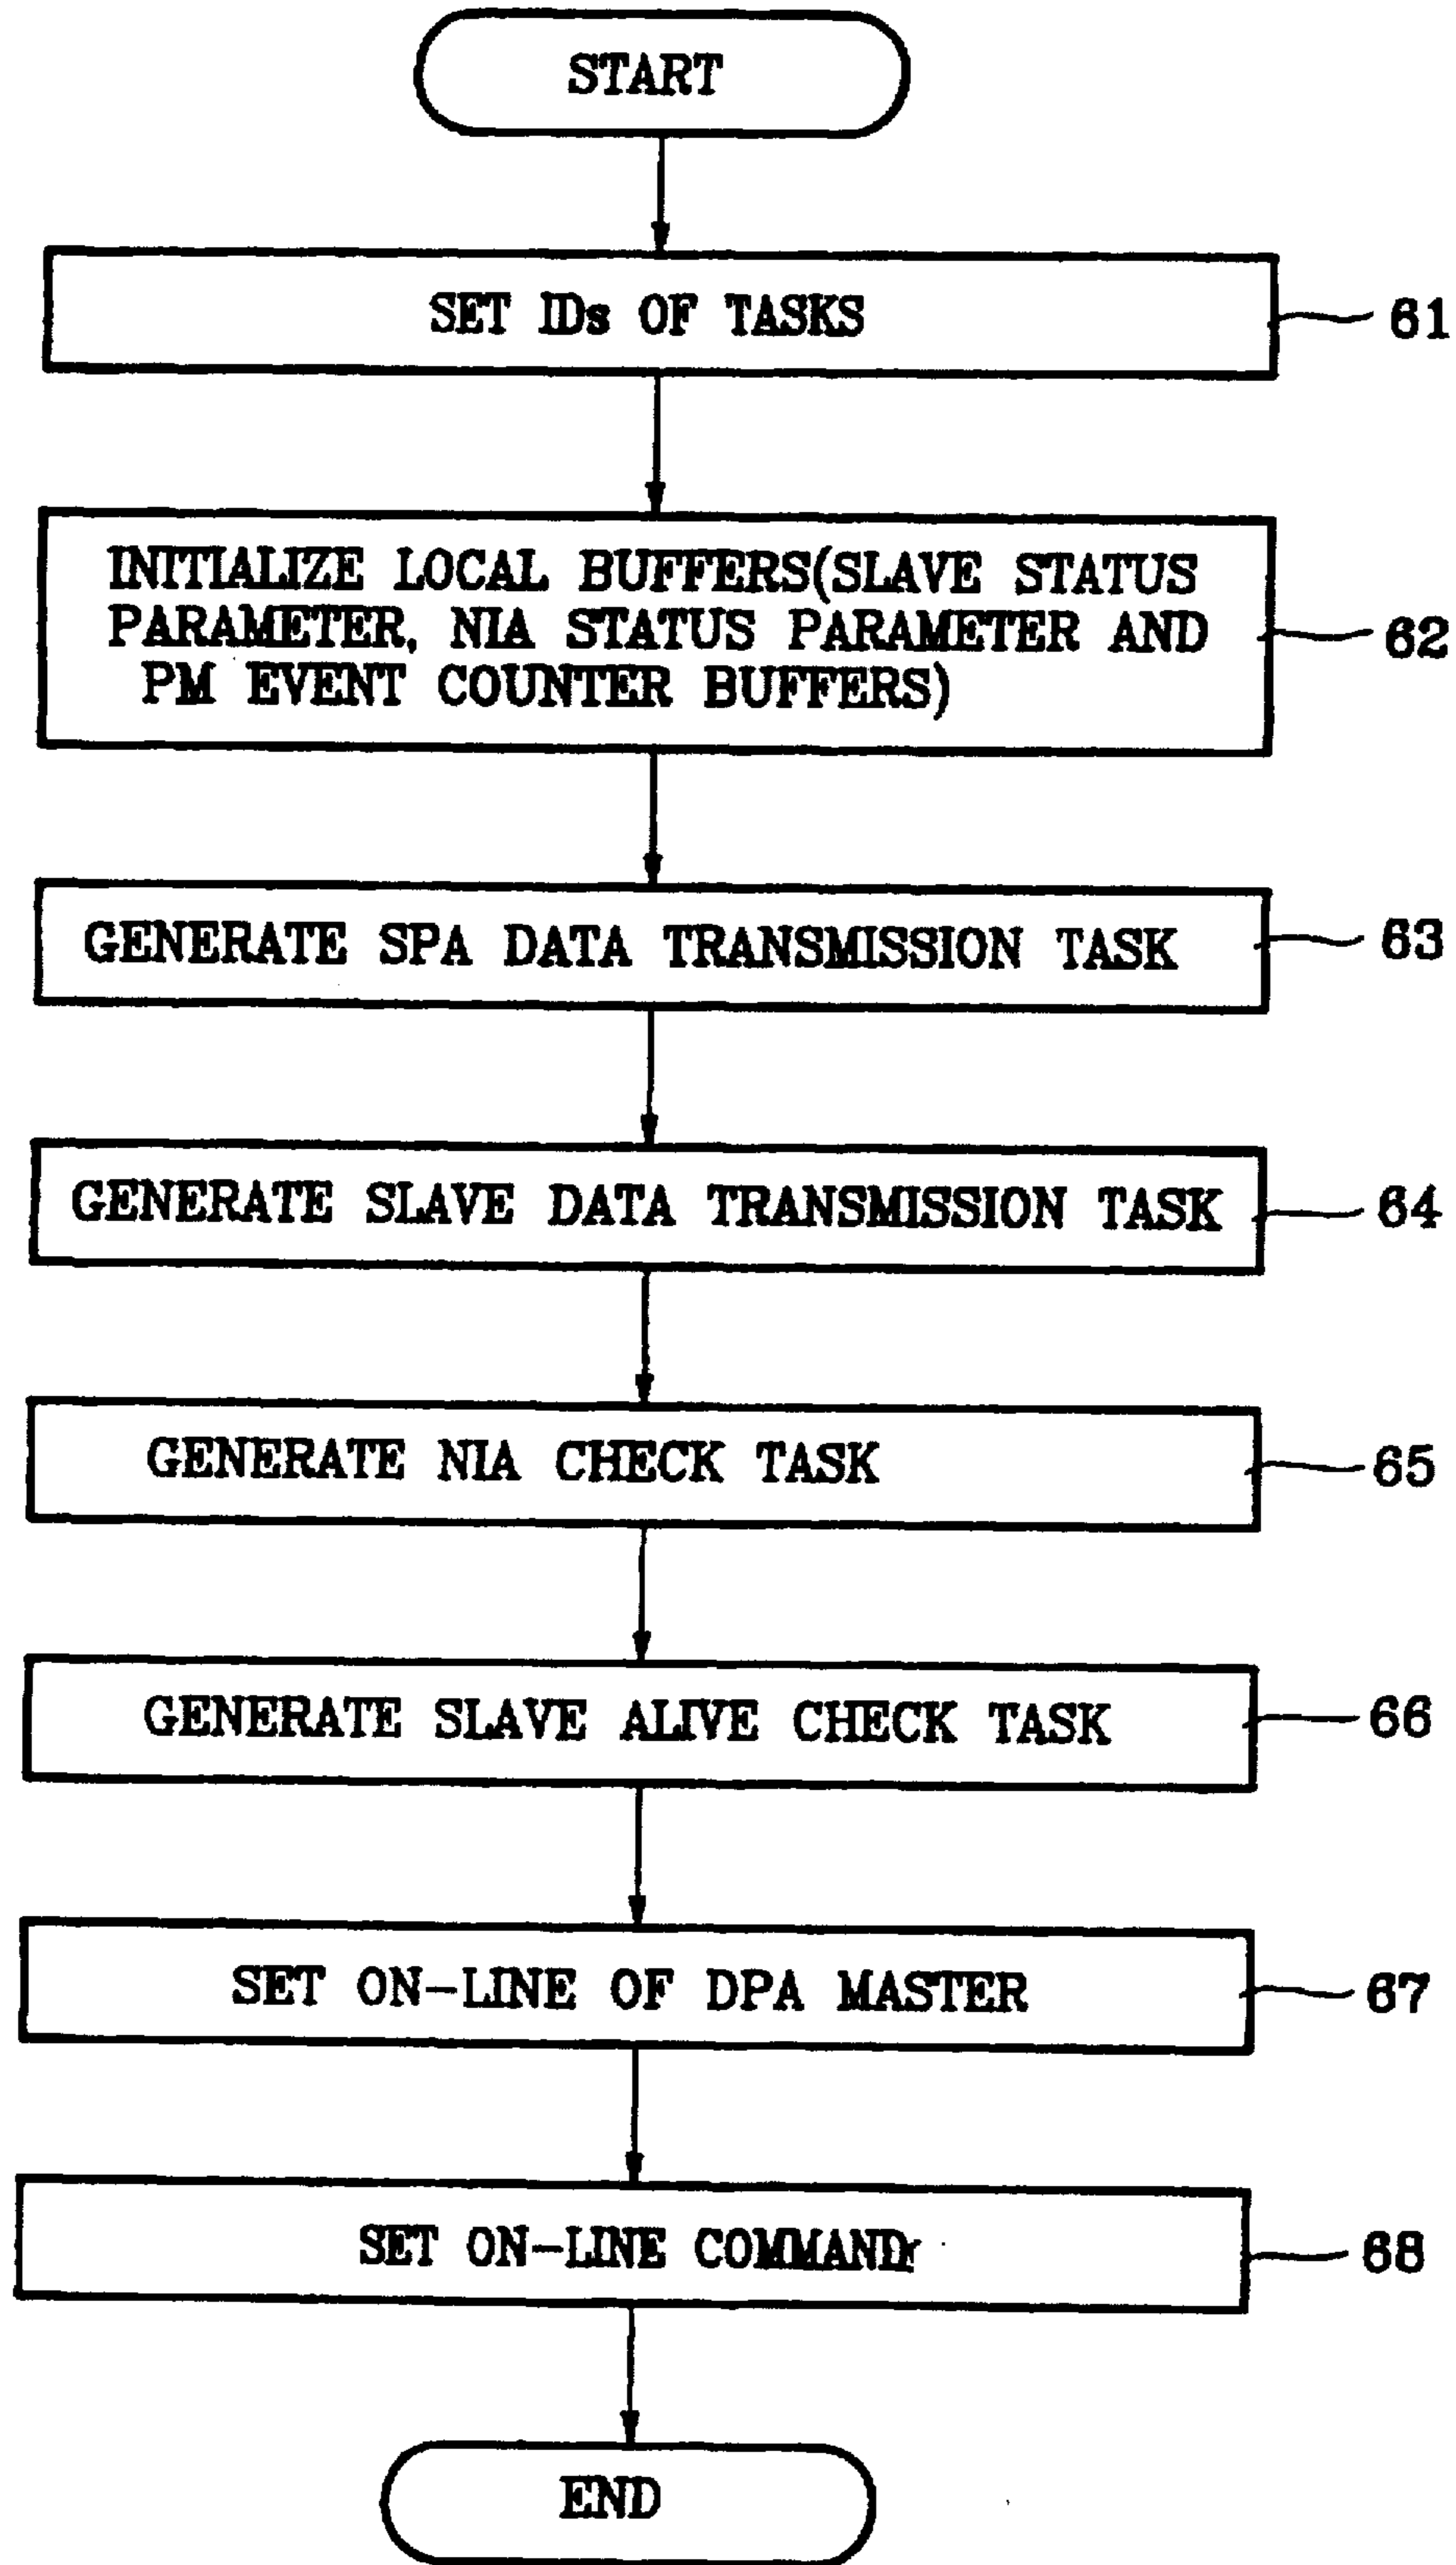 START
SET IDs OF TASKS
61
INITIALIZE LOCAL BUFFERS(SLAVE STATUS
PARAMETER, NIA STATUS PARAMETER AND
PM EVENT COUNTER BUFFERS)
62
GENERATE SPA DATA TRANSMISSION TASK
63
GENERATE SLAVE DATA TRANSMISSION TASK
64
GENERATE NIA CHECK TASK
65
GENERATE SLAVE ALIVE CHECK TASK
66
SET ON-LINE OF DPA MASTER
67
SET ON-LINE COMMAND
68
END